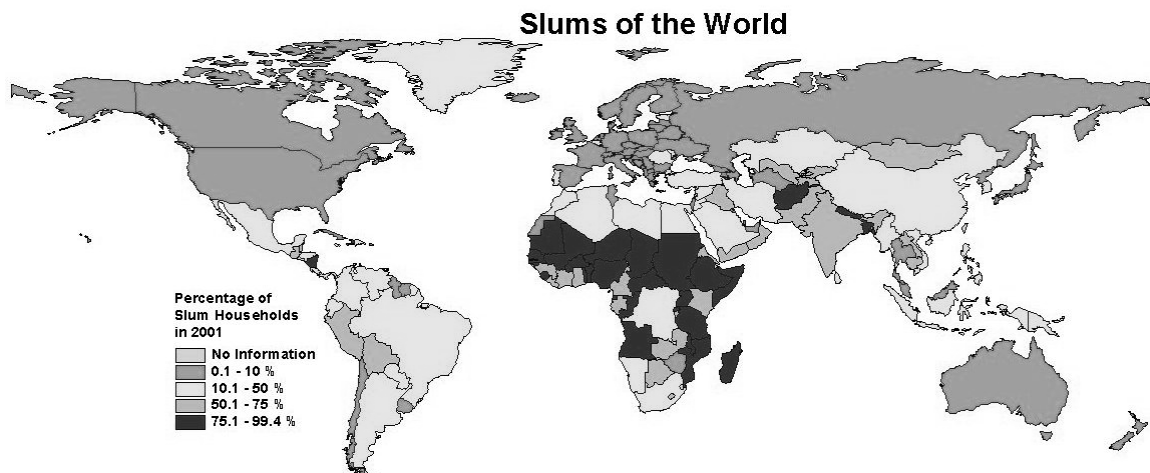 Slums of the World
Percentage of
Slum Households
in 2001
No Information
0.1 - 10 %
10.1 - 50 %
50.1 - 75 %
75.1 - 99.4 %